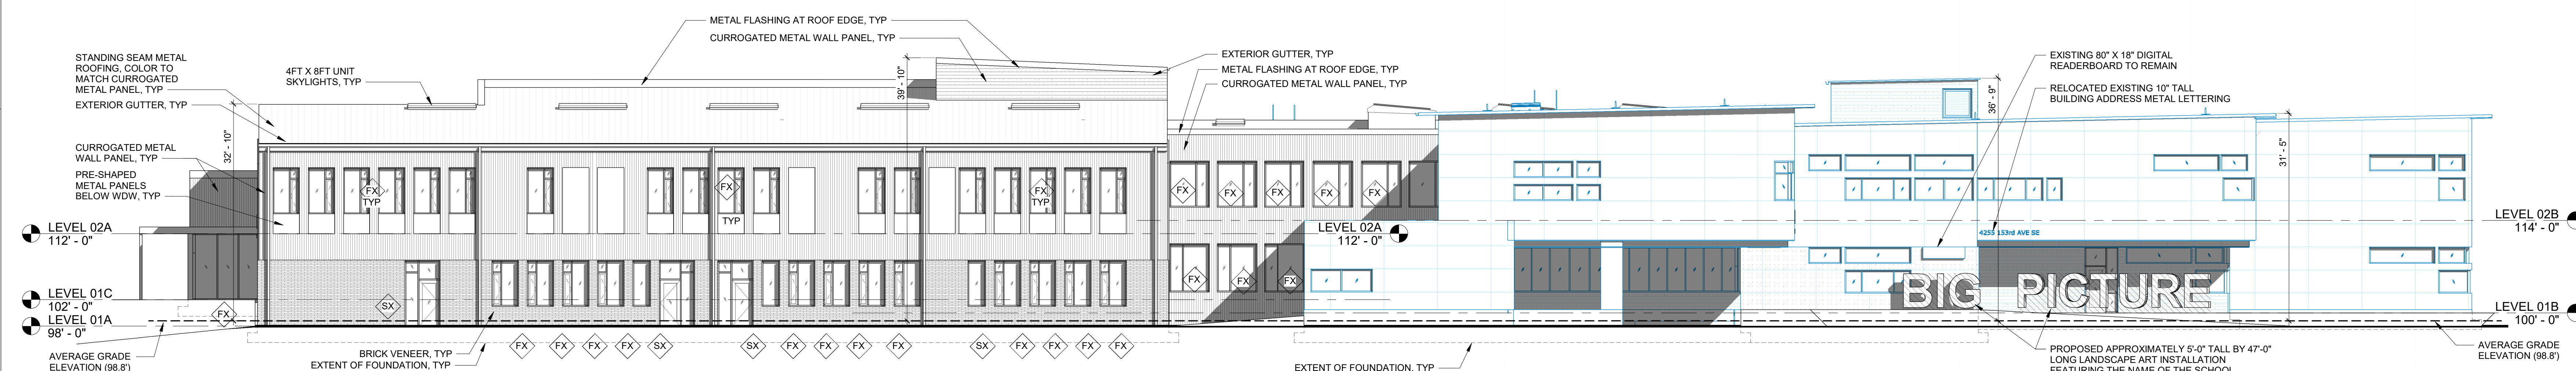 METAL FLASHING AT ROOF EDGE, TYP
CURROGATED METAL WALL PANEL, TYP
STANDING SEAM METAL
ROOFING, COLOR TO
MATCH CURROGATED
METAL PANEL, TYP
EXTERIOR GUTTER, TYP
4FT X 8FT UNIT
SKYLIGHTS, TYP
32' - 10"
CURROGATED METAL
WALL PANEL, TYP
PRE-SHAPED
METAL PANELS
BELOW WDW, TYP
39' - 10"
EXTERIOR GUTTER, TYP
METAL FLASHING AT ROOF EDGE, TYP
CURROGATED METAL WALL PANEL, TYP
EXISTING 80" X 18" DIGITAL
READERBOARD TO REMAIN
RELOCATED EXISTING 10" TALL
BUILDING ADDRESS METAL LETTERING
36' - 9"
31' - 5"
FX
TYP
FX
TYP
FX
TYP
FX
FX
FX
FX
FX
LEVEL 02A
112' - 0"
LEVEL 02A
112' - 0"
4255 153rd AVE SE
LEVEL 02B
114' - 0"
LEVEL 01C
102' - 0"
LEVEL 01A
98' - 0"
FX
SX
FX
FX
FX
BIG PICTURE
LEVEL 01B
100' - 0"
AVERAGE GRADE
ELEVATION (98.8')
BRICK VENEER, TYP
EXTENT OF FOUNDATION, TYP
FX
FX
FX
FX
SX
SX
FX
FX
FX
FX
SX
FX
FX
FX
FX
EXTENT OF FOUNDATION, TYP
PROPOSED APPROXIMATELY 5'-0" TALL BY 47'-0"
LONG LANDSCAPE ART INSTALLATION
FEATURING THE NAME OF THE SCHOOL
AVERAGE GRADE
ELEVATION (98.8')